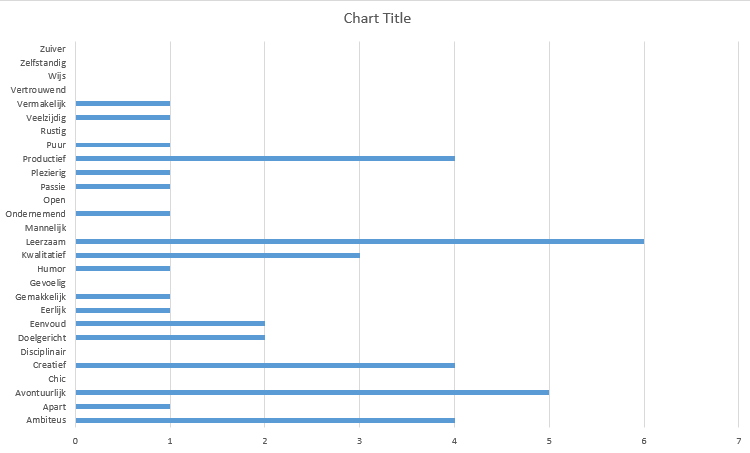 Chart Title
Zuiver
Zelfstandig
Wijs
Vertrouwend
Vermakelijk
Veelzijdig
Rustig
Puur
Productief
Plezierig
Passie
Open
Ondernemend
Mannelijk
Leerzaam
Kwalitatief
Humor
Gevoelig
Gemakkelijk
Eerlijk
Eenvoud
Doelgericht
Disciplinair
Creatief
Chic
Avontuurlijk
Apart
Ambiteus
0 1 2 3 4 5 6 7